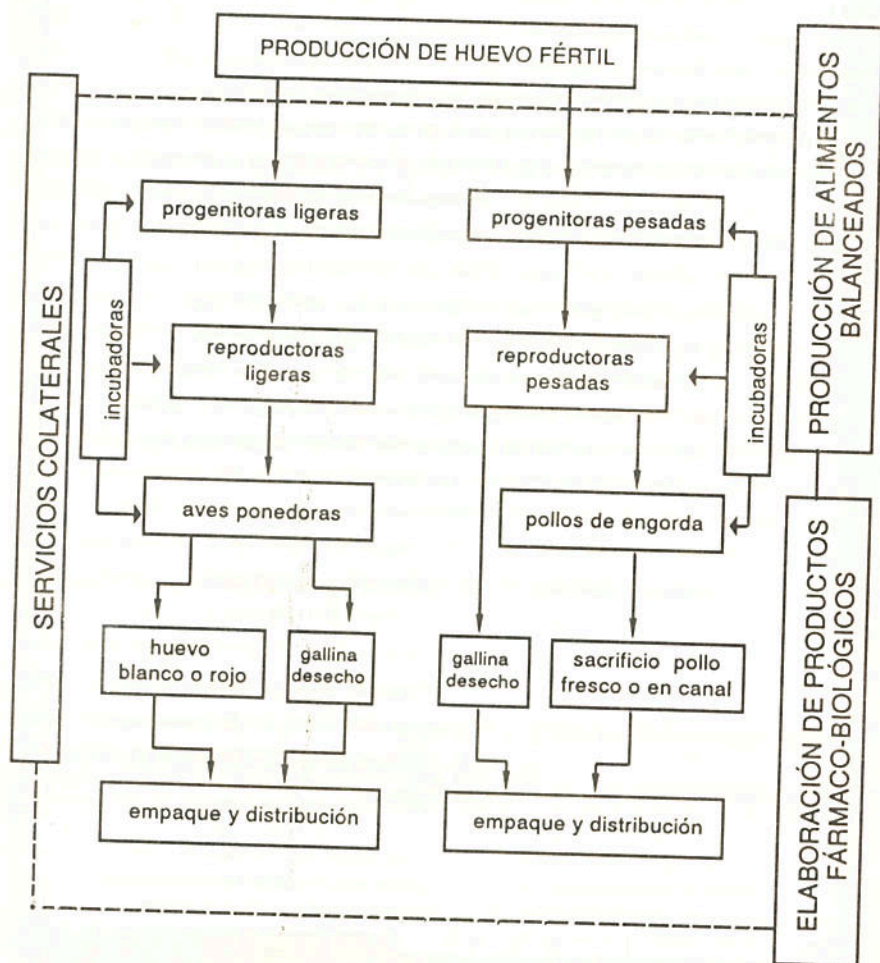 PRODUCCIÓN DE HUEVO FÉRTIL
SERVICIOS COLATERALES
progenitoras ligeras
progenitoras pesadas
incubadoras
reproductoras
ligeras
reproductoras
pesadas
incubadoras
aves ponedoras
pollos de engorda
huevo
blanco o rojo
gallina
desecho
gallina
desecho
sacrificio pollo
fresco o en canal
empaque y distribución
empaque y distribución
PRODUCCIÓN DE ALIMENTOS
BALANCEADOS
ELABORACIÓN DE PRODUCTOS
FÁRMACO-BIOLÓGICOS